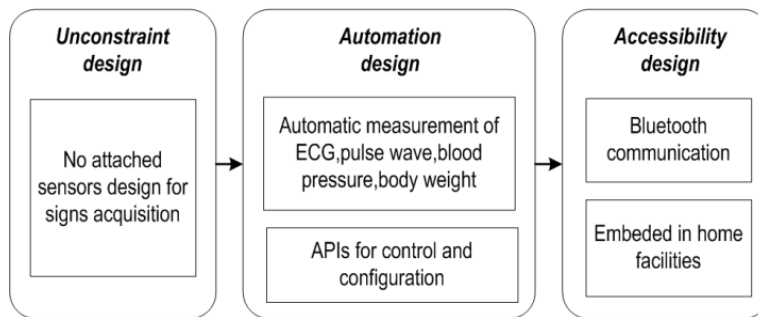 Unconstraint
design
No attached
sensors design for
signs acquisition
Automation
design
Automatic measurement of
ECG,pulse wave,blood
pressure,body weight
APIs for control and
configuration
Accessibility
design
Bluetooth
communication
Embeded in home
facilities